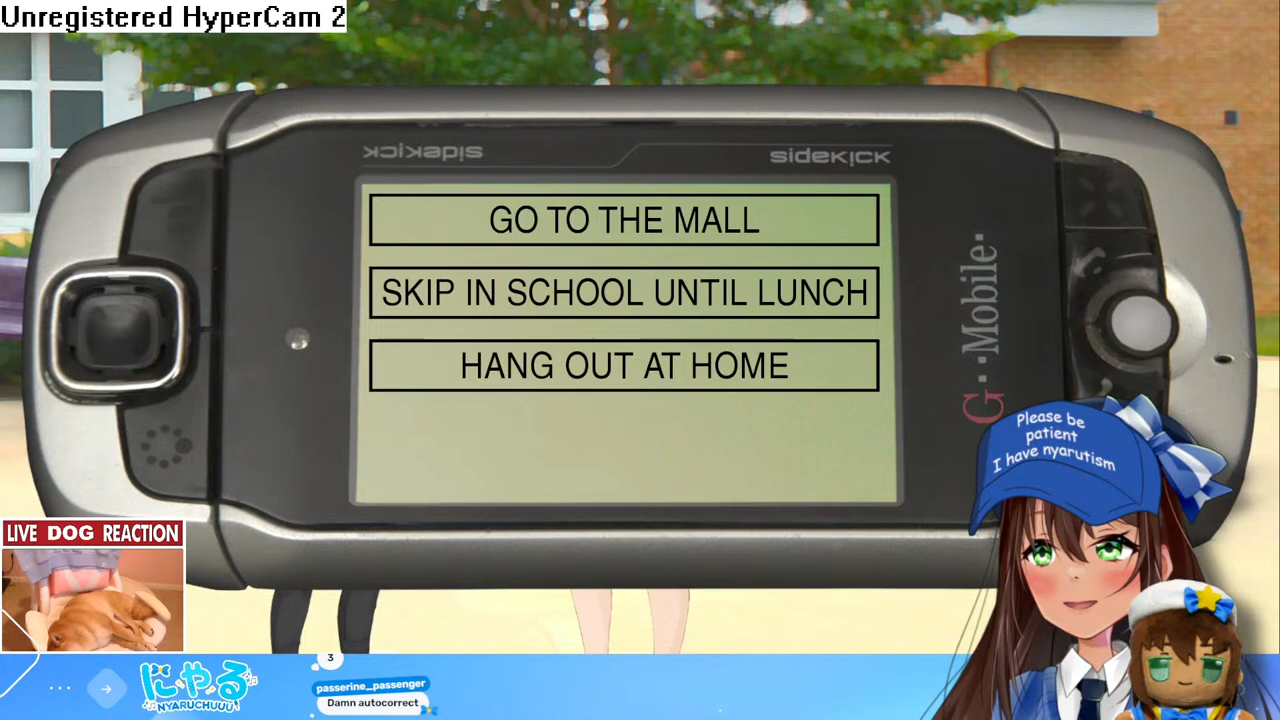 Unregistered HyperCam 2
sidekick
sidekick
GO TO THE MALL
SKIP IN SCHOOL UNTIL LUNCH
HANG OUT AT HOME
G··Mobile·
Please be
patient
I have nyarutism
LIVE DOG REACTION
··· 
にゃる
NYARUCHUUU
3
passerine_passenger
Damn autocorrect